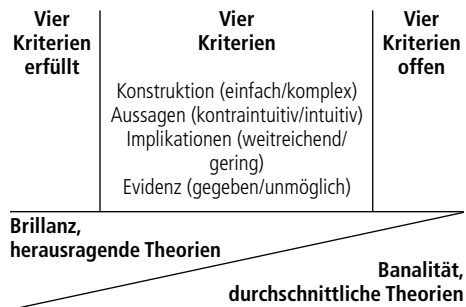 Vier
Kriterien
erfüllt
Vier
Kriterien
Konstruktion (einfach/komplex)
Aussagen (kontraintuitiv/intuitiv)
Implikationen (weitreichend/
gering)
Evidenz (gegeben/unmöglich)
Vier
Kriterien
offen
Brillanz,
herausragende Theorien
Banalität,
durchschnittliche Theorien